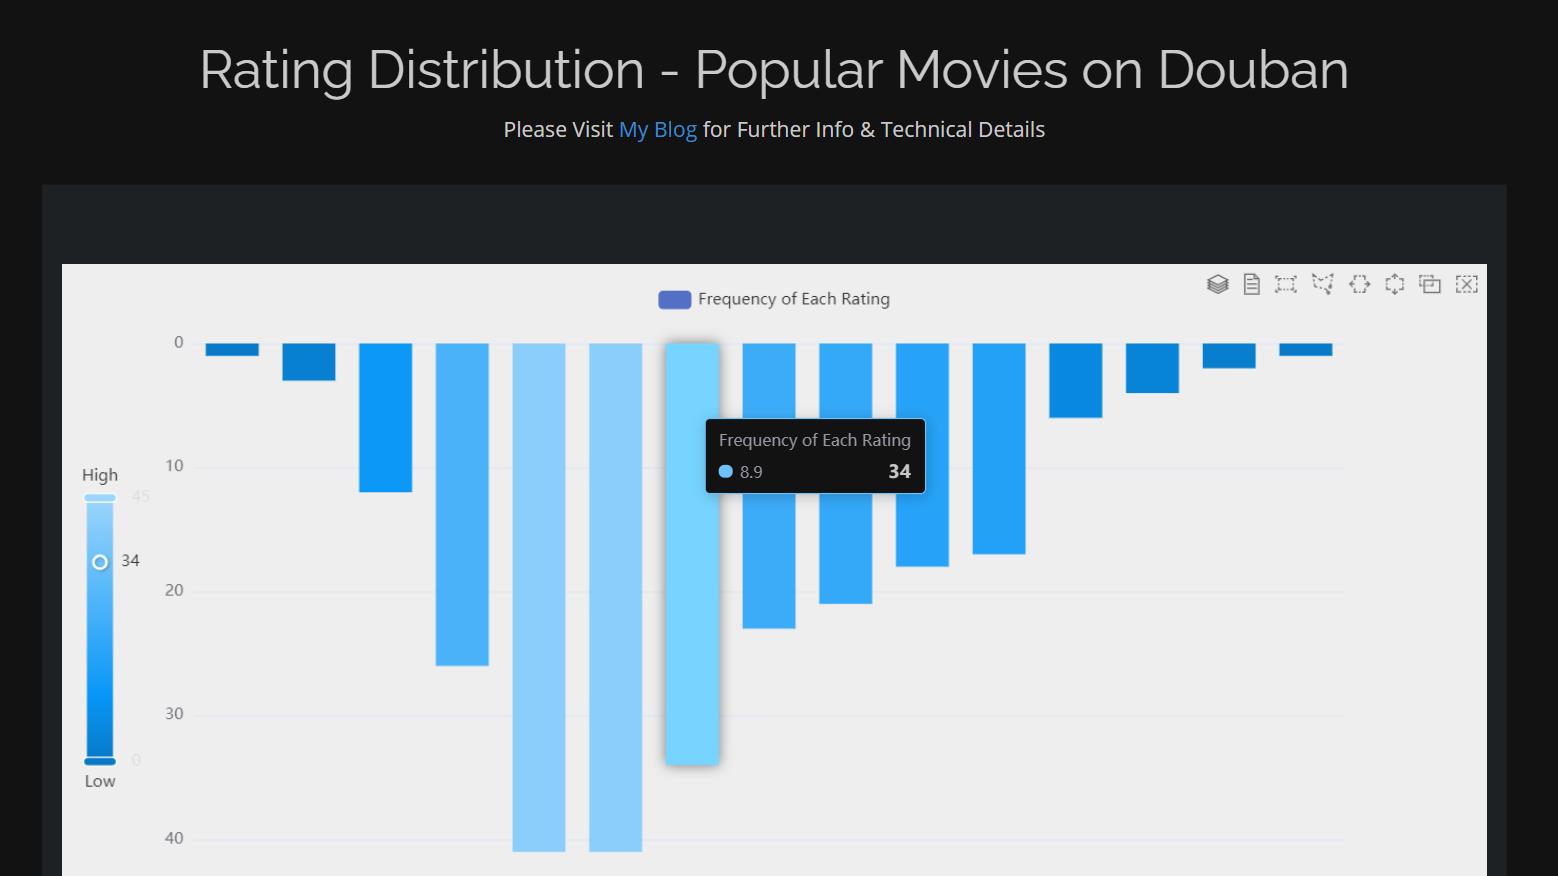 Rating Distribution - Popular Movies on Douban
Please Visit My Blog for Further Info & Technical Details
Frequency of Each Rating
0
10
20
30
40
High
45
34
0
Low
Frequency of Each Rating
8.9 34